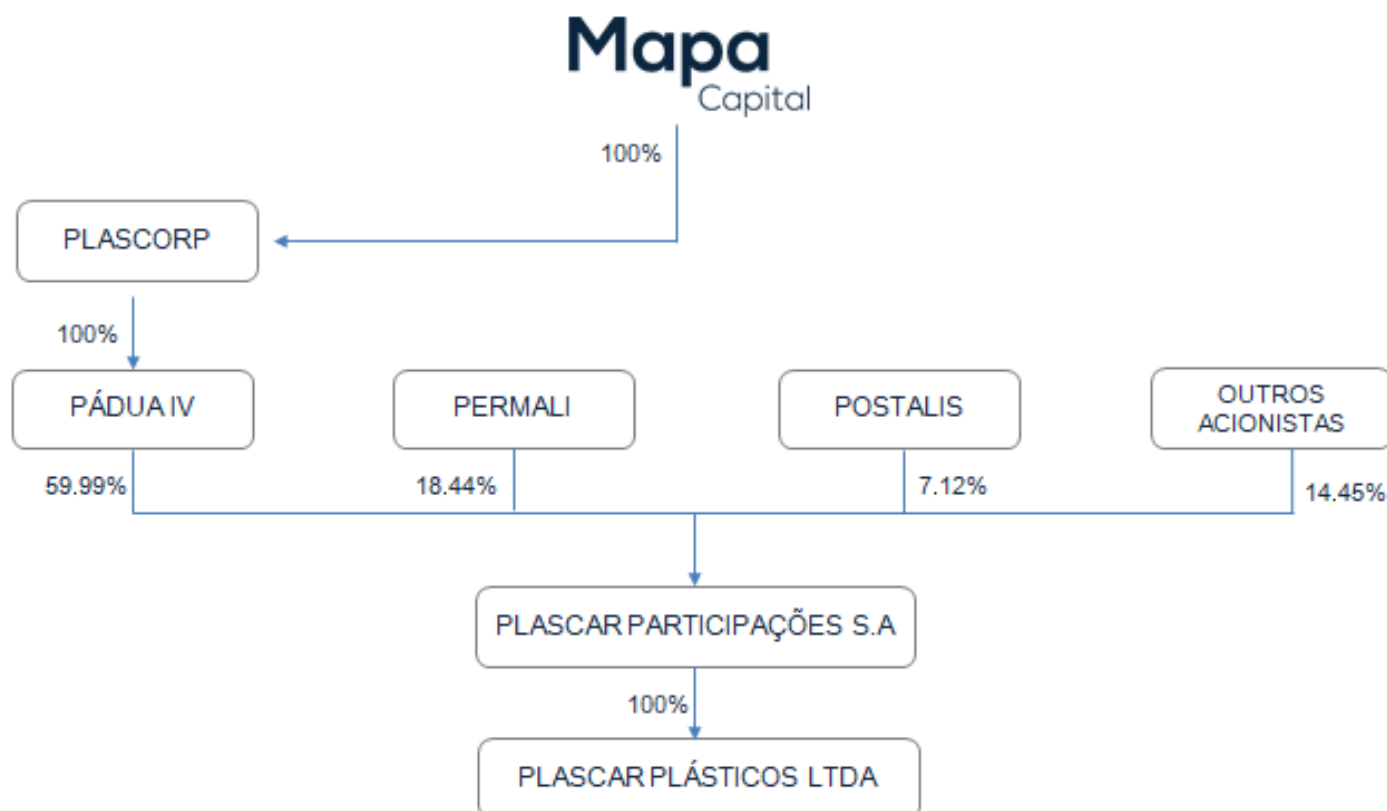 Mapa
Capital
100%
PLASCORP
100%
PÁDUA IV
PERMALI
POSTALIS
OUTROS
ACIONISTAS
59.99%
18.44%
7.12%
14.45%
PLASCAR PARTICIPAÇÕES S.A
100%
PLASCAR PLÁSTICOS LTDA